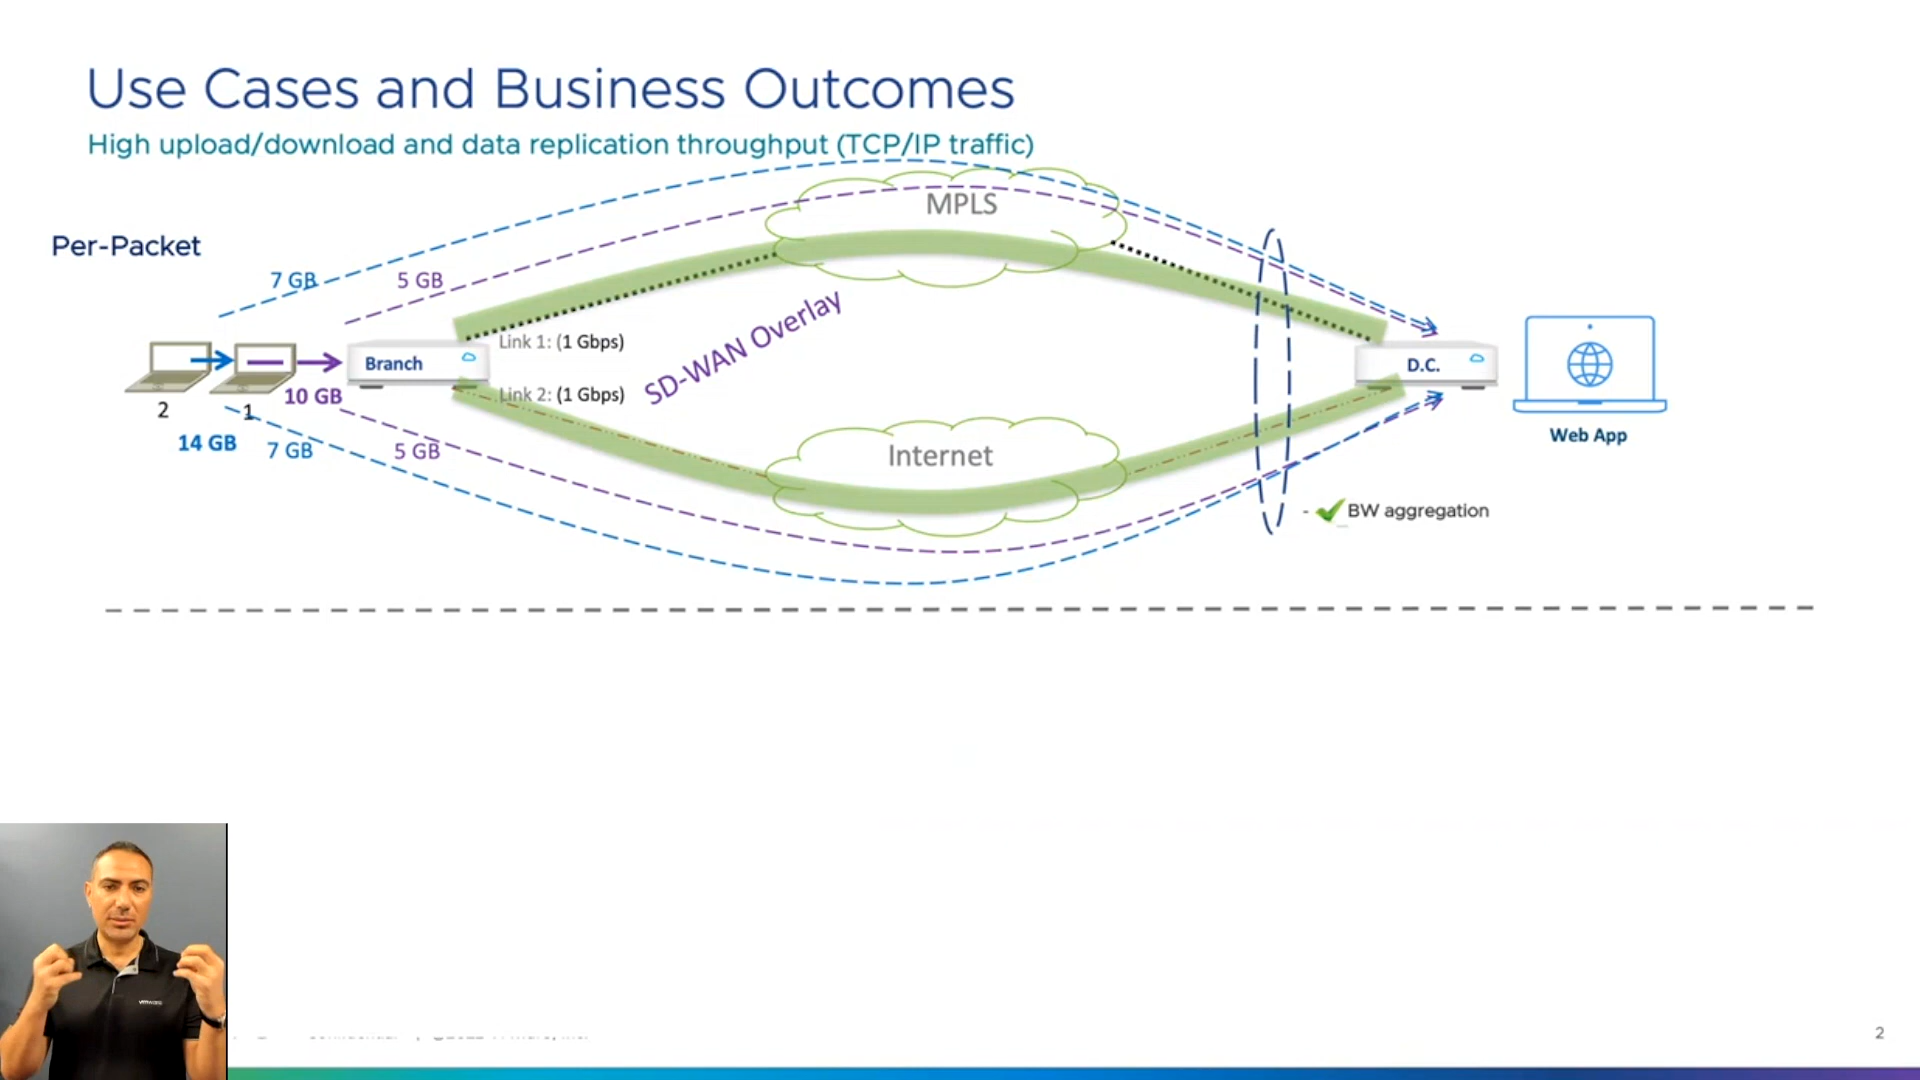 Use Cases and Business Outcomes
High upload/download and data replication throughput (TCP/IP traffic)
MPLS
Per-Packet
7 GB
5 GB
SD-WAN Overlay
Link 1: (1 Gbps)
Branch
D.C.
Link 2: (1 Gbps)
10 GB
2
1
14 GB
7 GB
5 GB
Internet
Web App
- BW aggregation
vmware
2